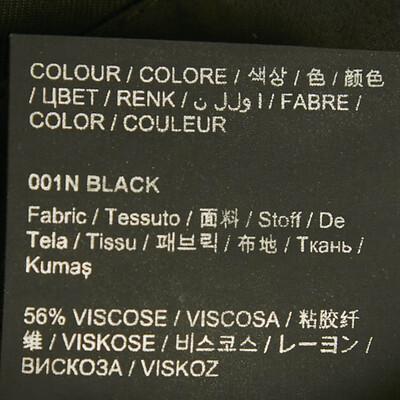 COLOUR / COLORE / 색상 / 色 / 颜色
/ ЦВЕТ / RENK / ا ول ل ن / FABRE /
COLOR / COULEUR
001N BLACK
Fabric / Tessuto / 面料 / Stoff / De
Tela / Tissu / 패브릭 / 布地 / Ткань /
Kumaş
56% VISCOSE / VISCOSA / 粘胶纤
维 / VISKOSE / 비스코스 / レーヨン /
ВИСКОЗА / VISKOZ